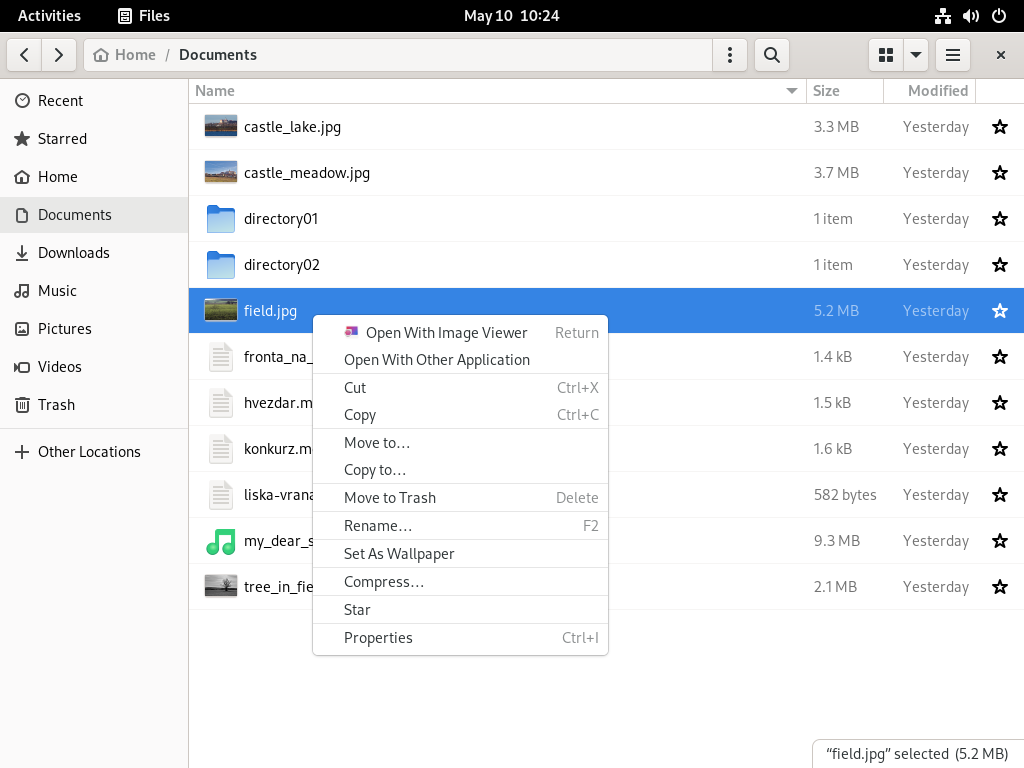 Activities Files May 10 10:24
Home / Documents
Name Size Modified
Recent
Starred
Home
Documents
Downloads
Music
Pictures
Videos
Trash
Other Locations
castle_lake.jpg 3.3 MB Yesterday
castle_meadow.jpg 3.7 MB Yesterday
directory01 1 item Yesterday
directory02 1 item Yesterday
field.jpg 5.2 MB Yesterday
fronta_na_ 1.4 kB Yesterday
hvezdar.m 1.5 kB Yesterday
konkurz.m 1.6 kB Yesterday
liska-vrana 582 bytes Yesterday
my_dear_s 9.3 MB Yesterday
tree_in_fie 2.1 MB Yesterday
Open With Image Viewer Return
Open With Other Application
Cut Ctrl+X
Copy Ctrl+C
Move to…
Copy to…
Move to Trash Delete
Rename… F2
Set As Wallpaper
Compress…
Star
Properties Ctrl+I
“field.jpg” selected (5.2 MB)